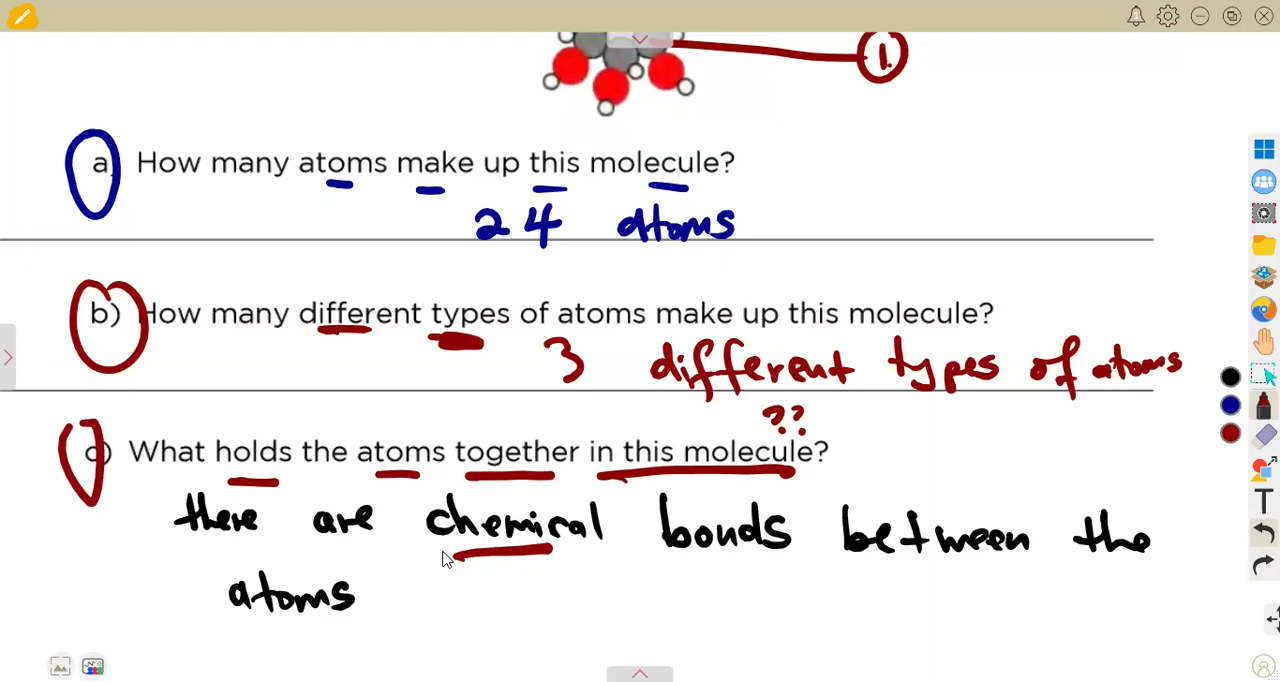 1.
a) How many atoms make up this molecule?
24 atoms
b) How many different types of atoms make up this molecule?
3 different types of atoms
??
c) What holds the atoms together in this molecule?
there are chemical bonds between the
atoms
T